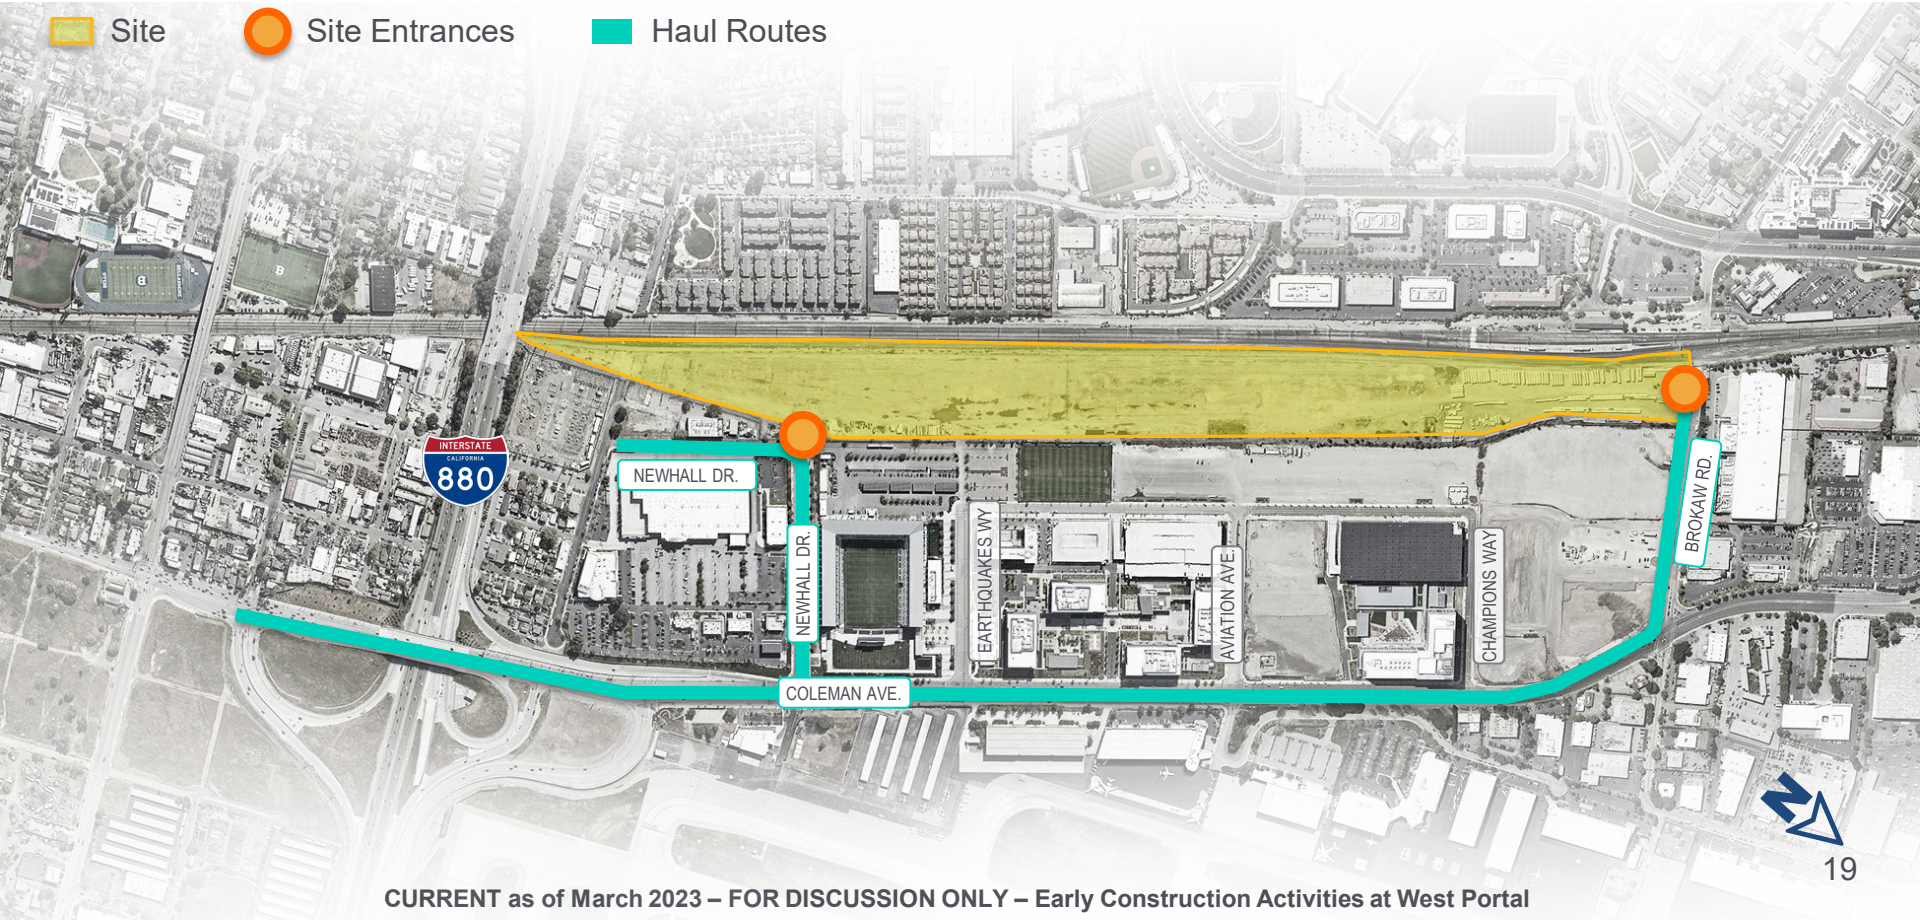 Site
Site Entrances
Haul Routes
INTERSTATE
CALIFORNIA
880
NEWHALL DR.
NEWHALL DR.
EARTHQUAKES WY
AVIATION AVE.
CHAMPIONS WAY
BROKAW RD.
COLEMAN AVE.
B
B
N
19
CURRENT as of March 2023 – FOR DISCUSSION ONLY – Early Construction Activities at West Portal